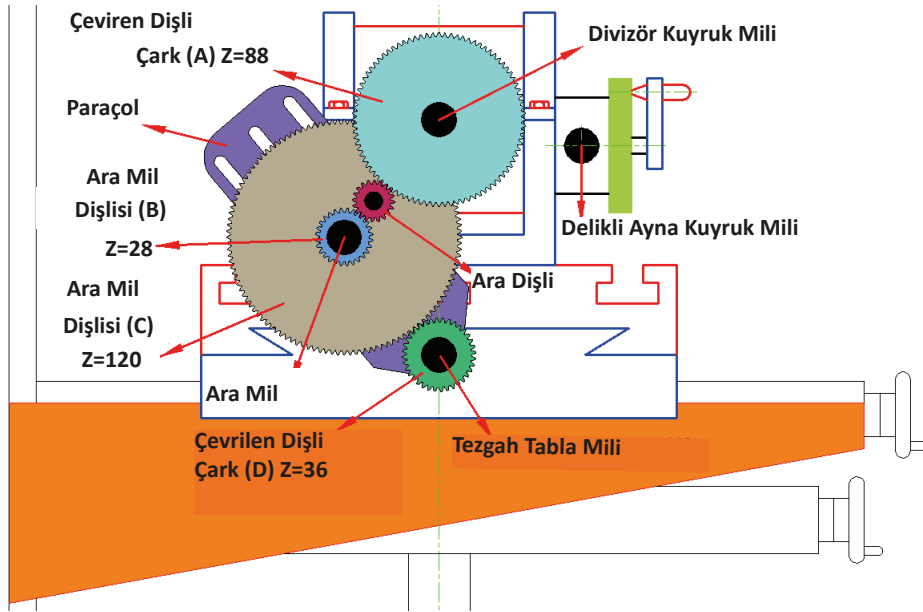 Çeviren Dişli
Çark (A) Z=88
Divizör Kuyruk Mili
Paraçol
Ara Mil
Dişlisi (B)
Z=28
Delikli Ayna Kuyruk Mili
Ara Dişli
Ara Mil
Dişlisi (C)
Z=120
Ara Mil
Çevrilen Dişli
Çark (D) Z=36
Tezgah Tabla Mili